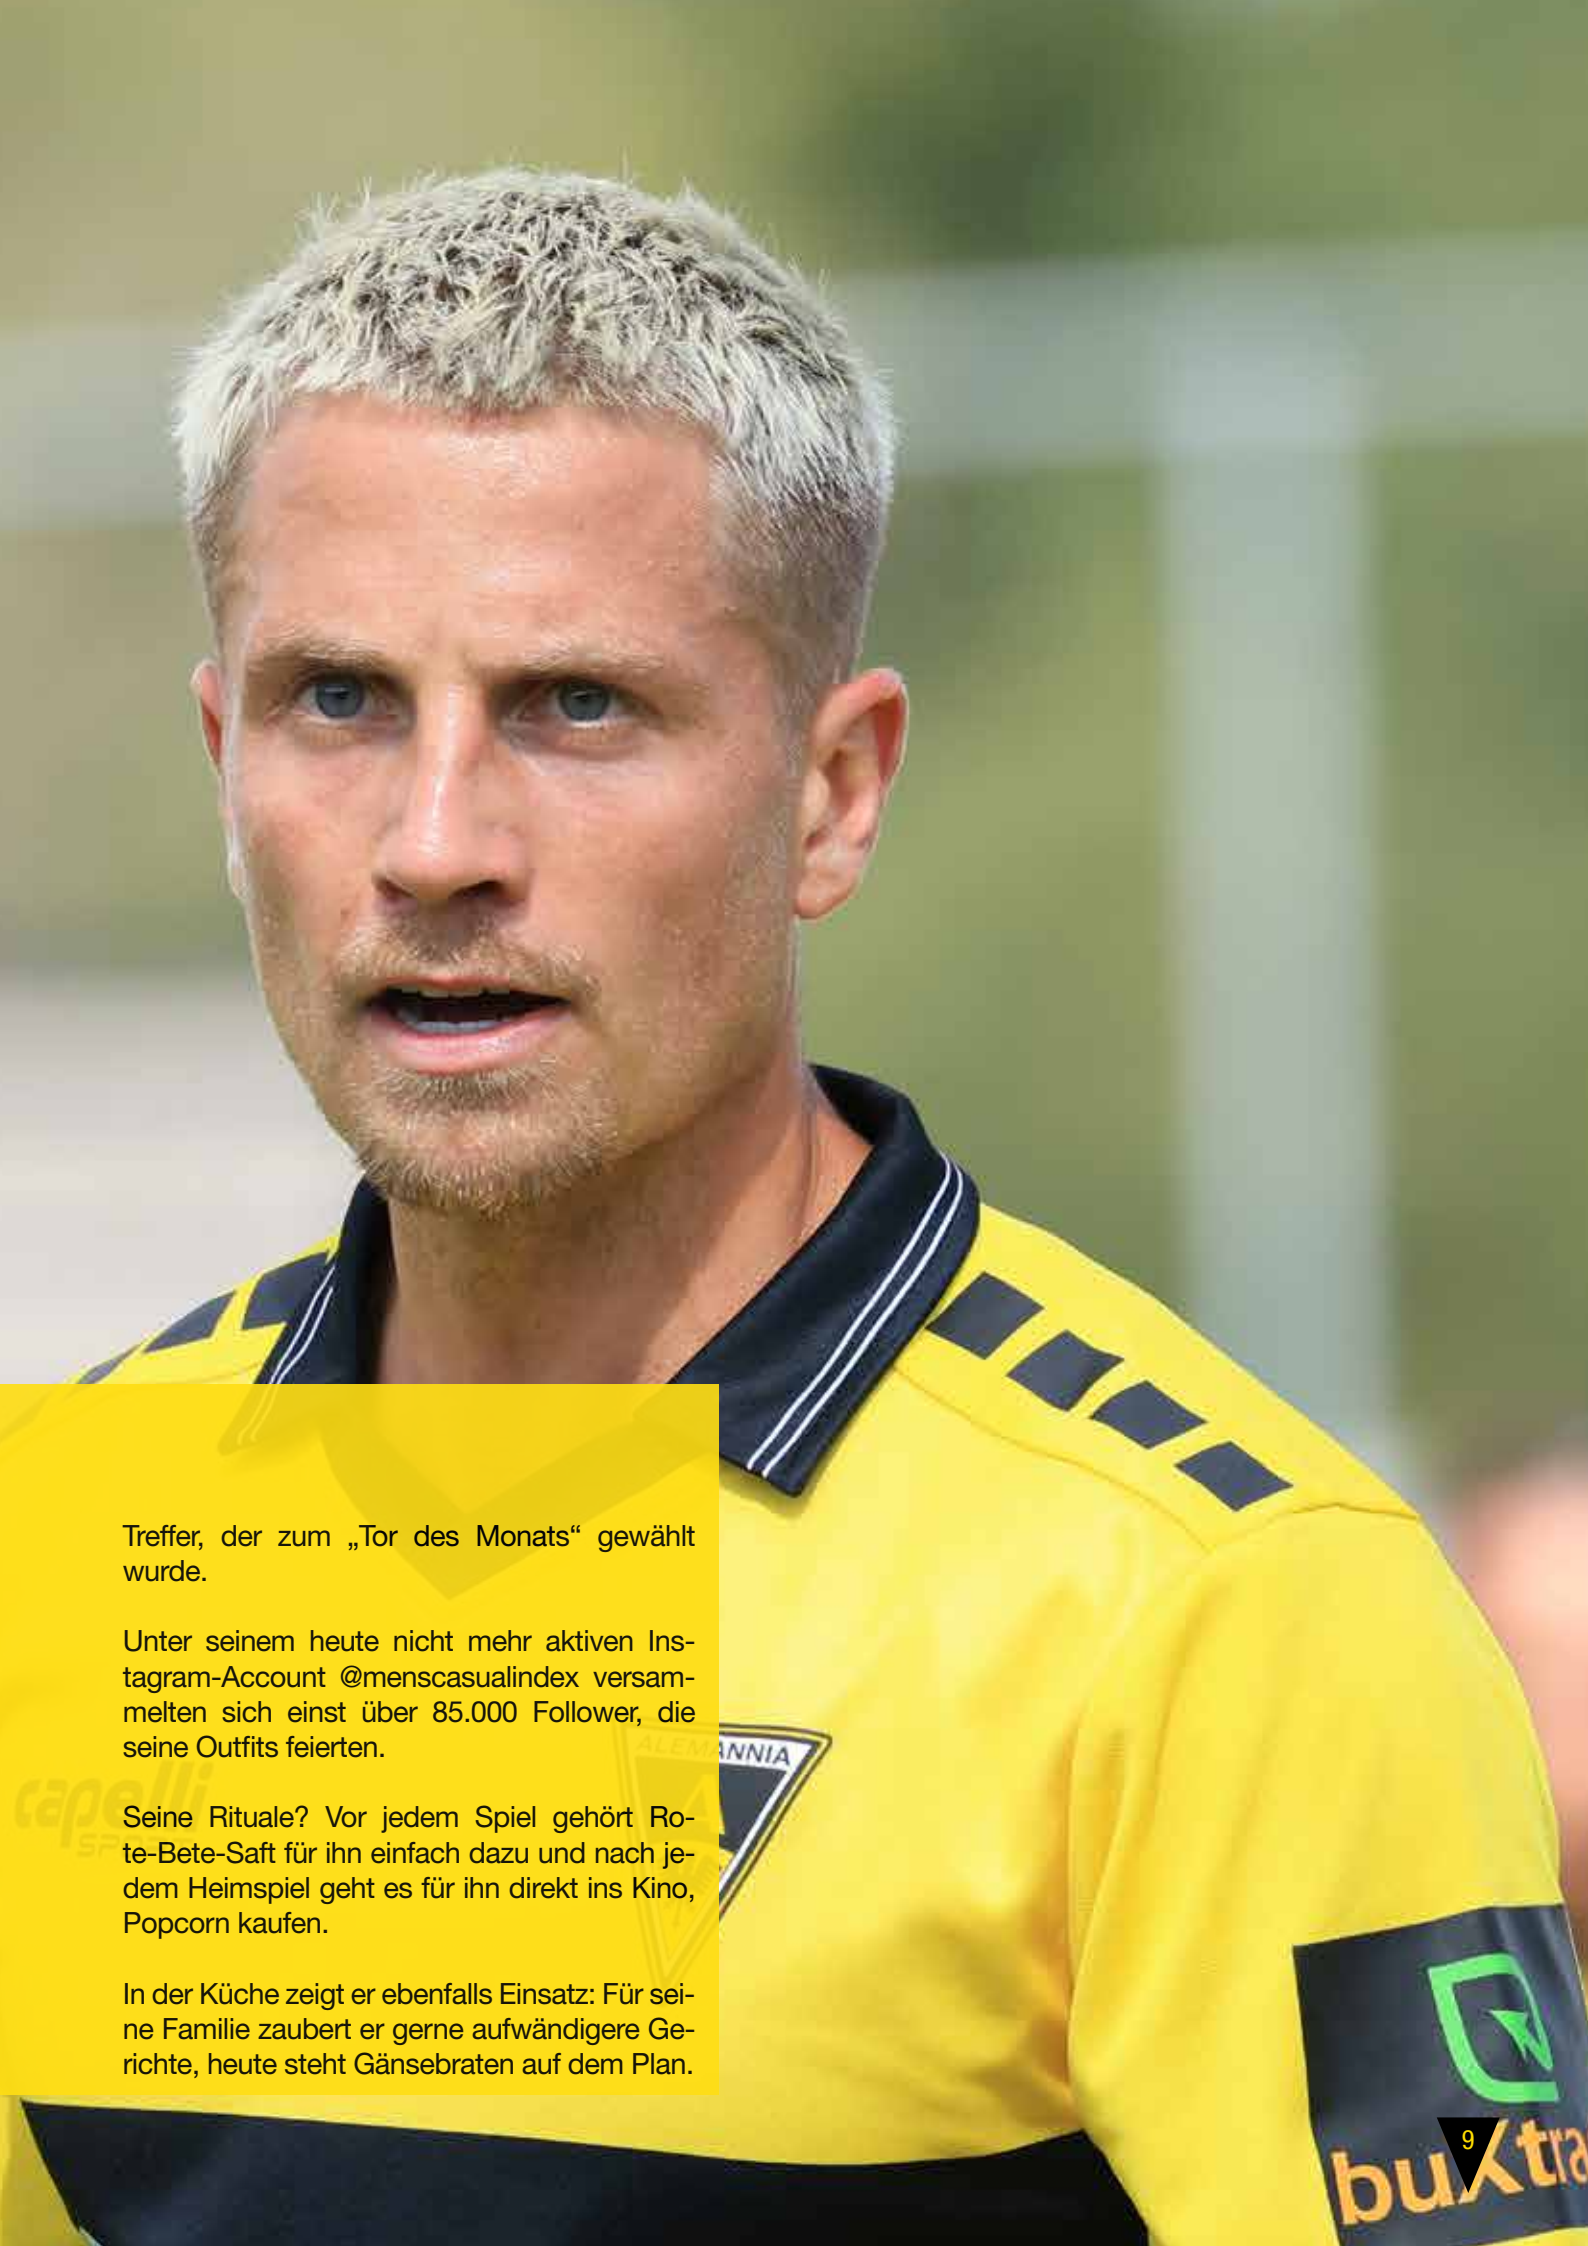 Treffer, der zum „Tor des Monats“ gewählt
wurde.
Unter seinem heute nicht mehr aktiven Ins-
tagram-Account @menscasualindex versam-
melten sich einst über 85.000 Follower, die
seine Outfits feierten.
Seine Rituale? Vor jedem Spiel gehört Ro-
te-Bete-Saft für ihn einfach dazu und nach je-
dem Heimspiel geht es für ihn direkt ins Kino,
Popcorn kaufen.
In der Küche zeigt er ebenfalls Einsatz: Für sei-
ne Familie zaubert er gerne aufwändigere Ge-
richte, heute steht Gänsebraten auf dem Plan.
capelli
SPORT
ALEMANNIA
A
buXtra
9